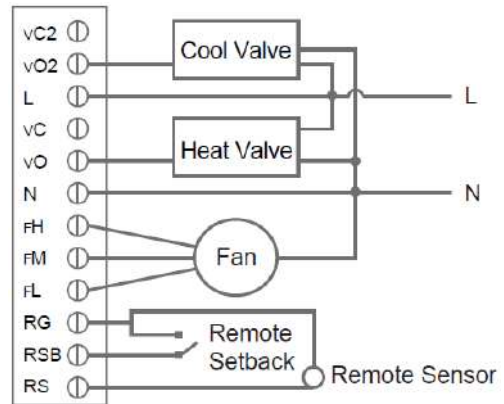 vC2
vO2
L
vC
vO
N
FH
FM
FL
RG
RSB
RS
Cool Valve
Heat Valve
Fan
Remote
Setback
Remote Sensor
L
N